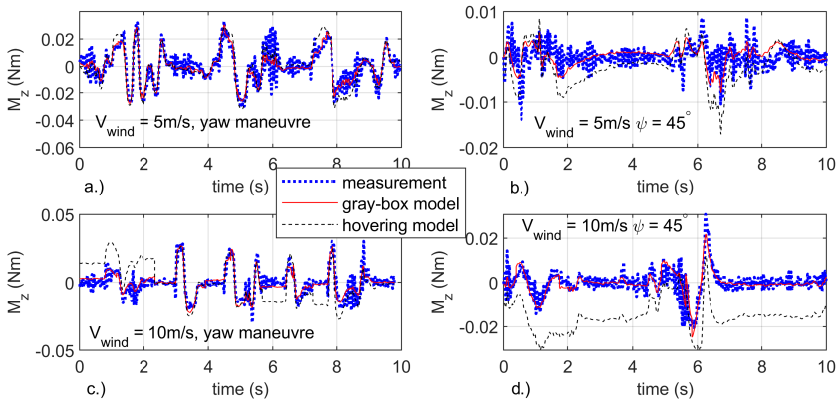 0.02
0
-0.02
-0.04
-0.06
M_z (Nm)
V_wind = 5m/s, yaw maneuvre
0 2 4 6 8 10
a.) time (s)
0.01
0
-0.01
-0.02
M_z (Nm)
V_wind = 5m/s ψ = 45°
0 2 4 6 8 10
b.) time (s)
measurement
gray-box model
hovering model
0.05
0
-0.05
M_z (Nm)
V_wind = 10m/s, yaw maneuvre
0 2 4 6 8 10
c.) time (s)
V_wind = 10m/s ψ = 45°
0.02
0
-0.02
M_z (Nm)
0 2 4 6 8 10
d.) time (s)